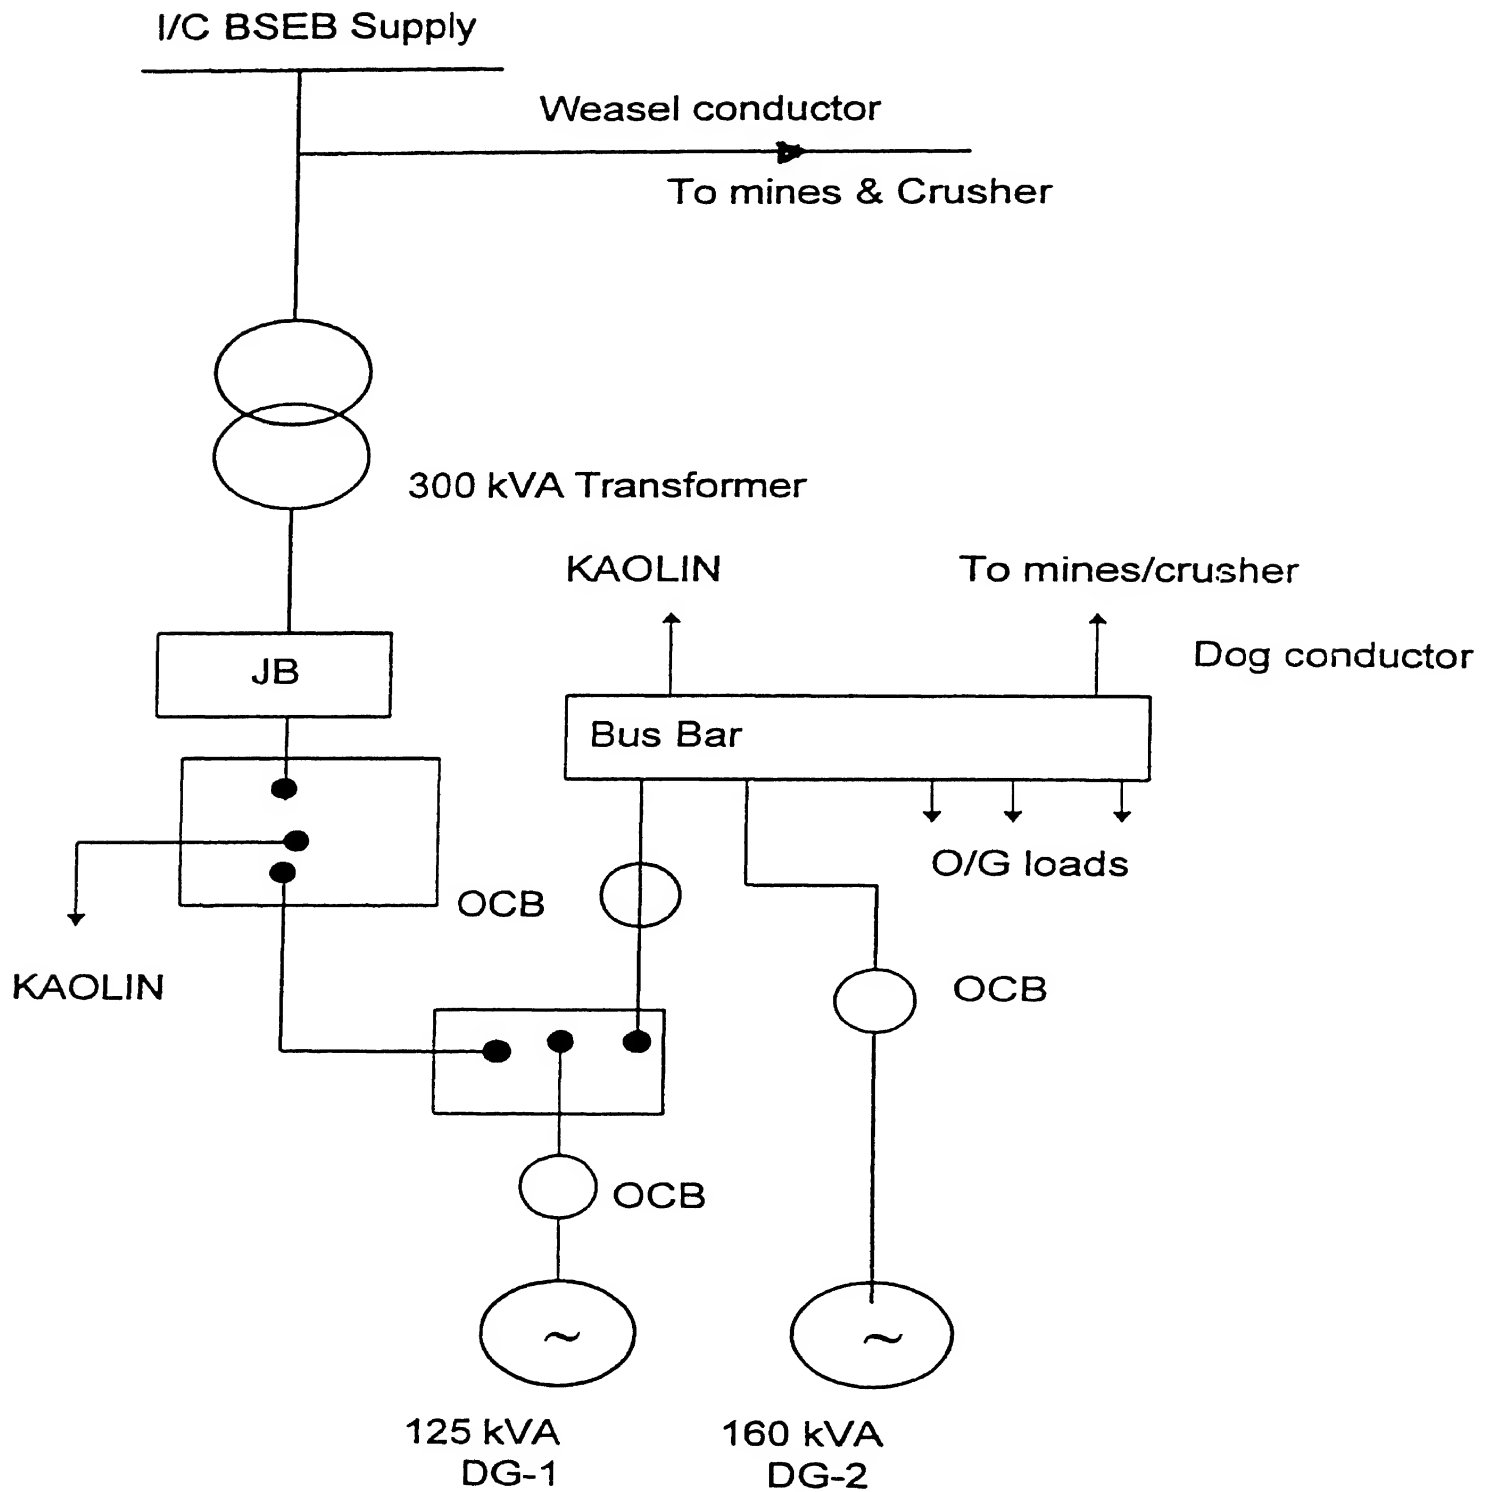 I/C BSEB Supply
Weasel conductor
To mines & Crusher
300 kVA Transformer
KAOLIN
To mines/crusher
JB
Dog conductor
Bus Bar
O/G loads
OCB
KAOLIN
OCB
OCB
~
~
125 kVA
DG-1
160 kVA
DG-2